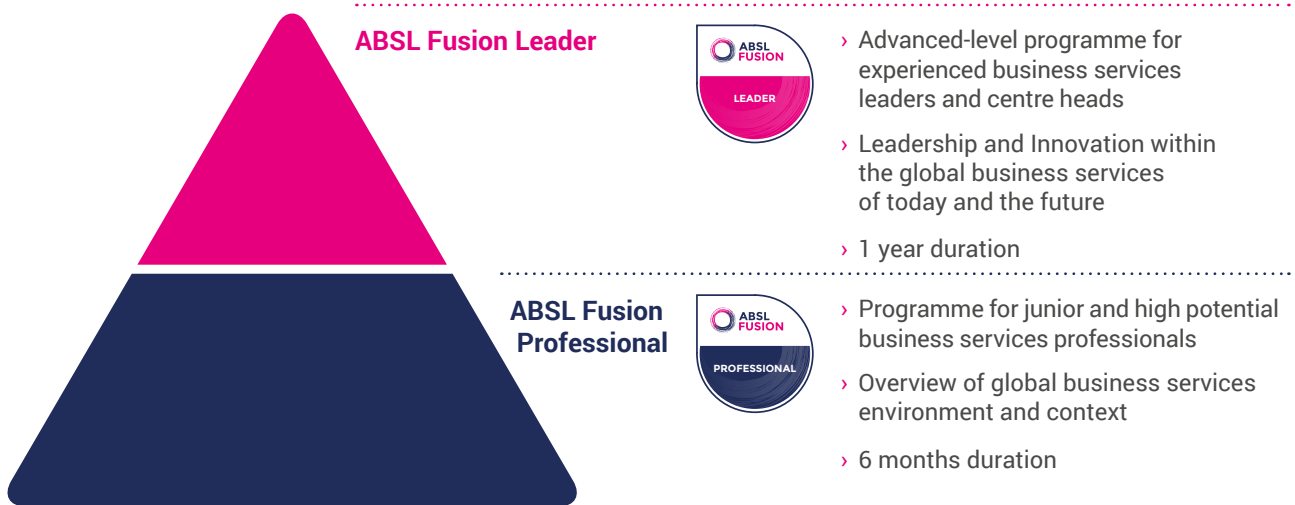 ABSL Fusion Leader
ABSL
FUSION
LEADER
› Advanced-level programme for
experienced business services
leaders and centre heads
› Leadership and Innovation within
the global business services
of today and the future
› 1 year duration
ABSL Fusion
Professional
ABSL
FUSION
PROFESSIONAL
› Programme for junior and high potential
business services professionals
› Overview of global business services
environment and context
› 6 months duration